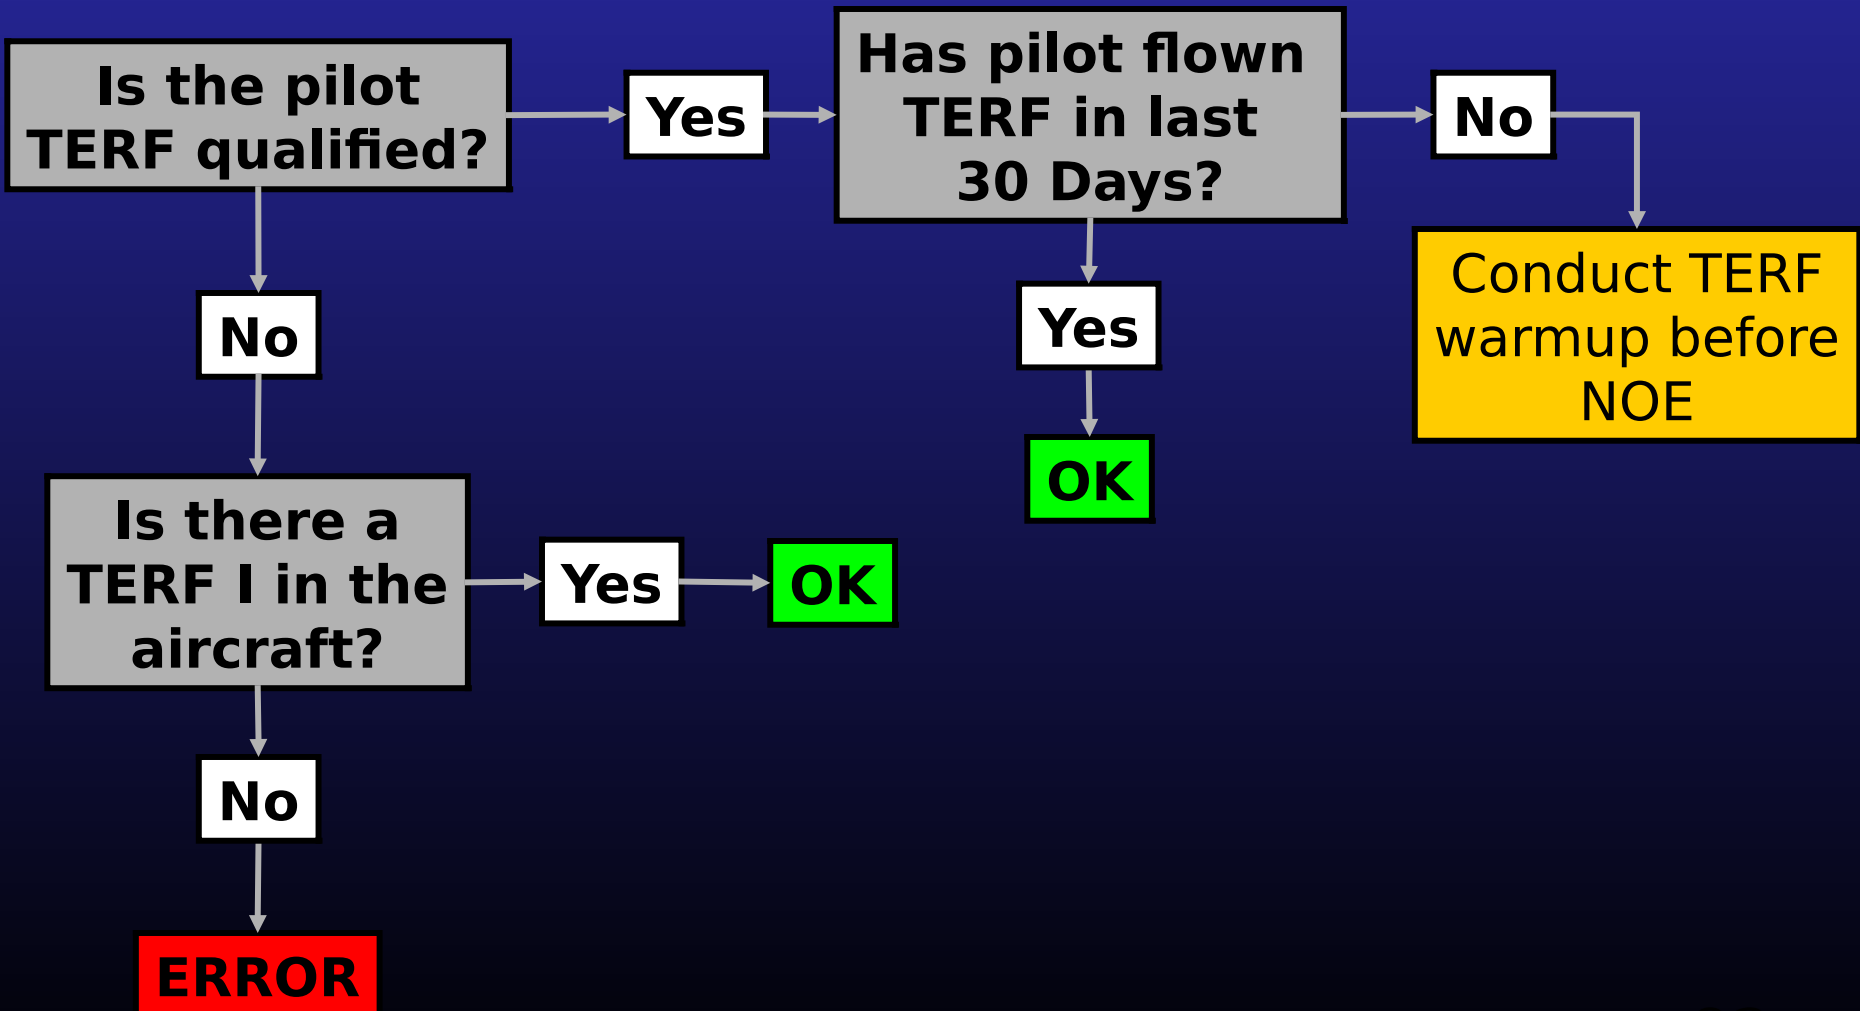 Is the pilot
TERF qualified?
Yes
Has pilot flown
TERF in last
30 Days?
No
Conduct TERF
warmup before
NOE
No
Yes
OK
Is there a
TERF I in the
aircraft?
Yes
OK
No
ERROR